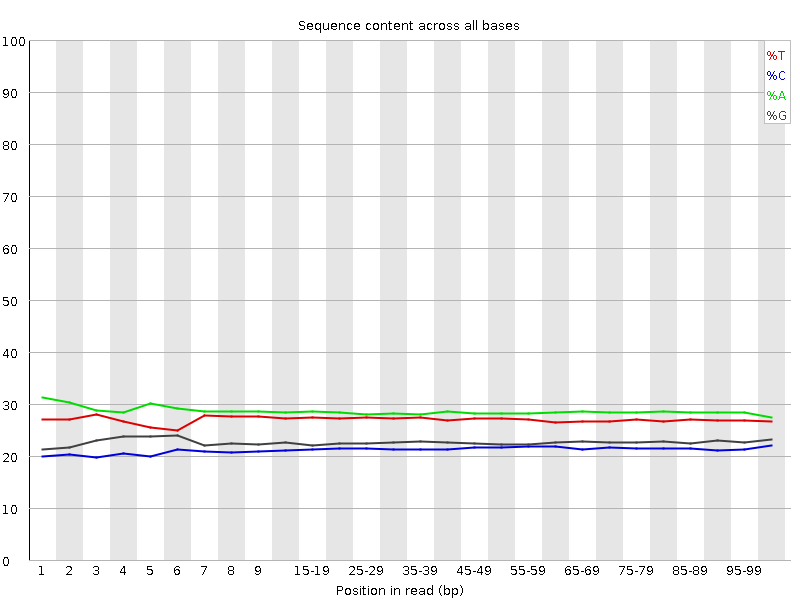 Sequence content across all bases
100
90
80
70
60
50
40
30
20
10
0
%T
%C
%A
%G
1 2 3 4 5 6 7 8 9 15-19 25-29 35-39 45-49 55-59 65-69 75-79 85-89 95-99
Position in read (bp)